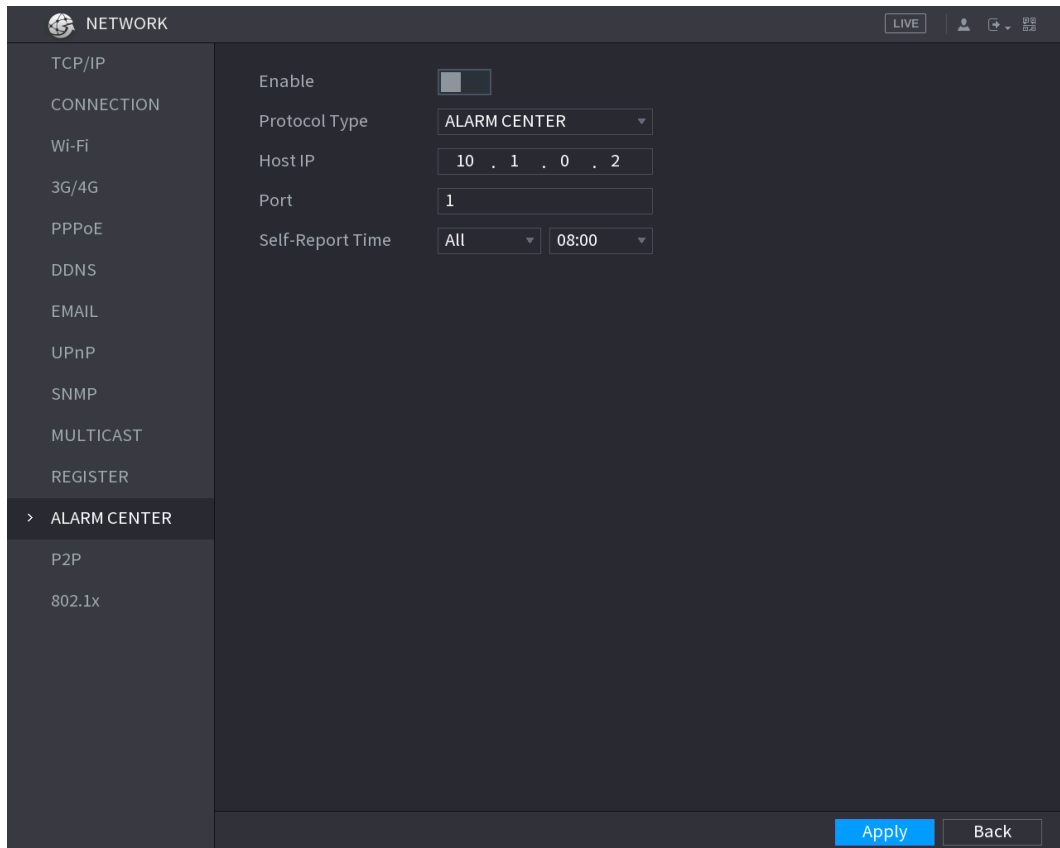 NETWORK
LIVE
TCP/IP
CONNECTION
Wi-Fi
3G/4G
PPPoE
DDNS
EMAIL
UPnP
SNMP
MULTICAST
REGISTER
> ALARM CENTER
P2P
802.1x
Enable
Protocol Type ALARM CENTER
Host IP 10 . 1 . 0 . 2
Port 1
Self-Report Time All 08:00
Apply Back